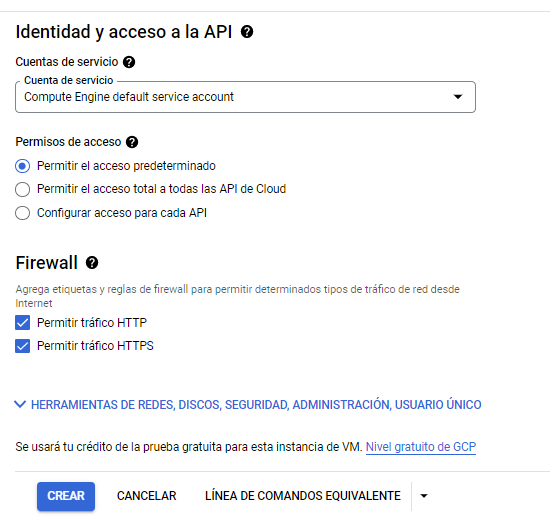 Identidad y acceso a la API
Cuentas de servicio
Cuenta de servicio
Compute Engine default service account
Permisos de acceso
Permitir el acceso predeterminado
Permitir el acceso total a todas las API de Cloud
Configurar acceso para cada API
Firewall
Agrega etiquetas y reglas de firewall para permitir determinados tipos de tráfico de red desde
Internet
Permitir tráfico HTTP
Permitir tráfico HTTPS
HERRAMIENTAS DE REDES, DISCOS, SEGURIDAD, ADMINISTRACIÓN, USUARIO ÚNICO
Se usará tu crédito de la prueba gratuita para esta instancia de VM. Nivel gratuito de GCP
CREAR CANCELAR LÍNEA DE COMANDOS EQUIVALENTE